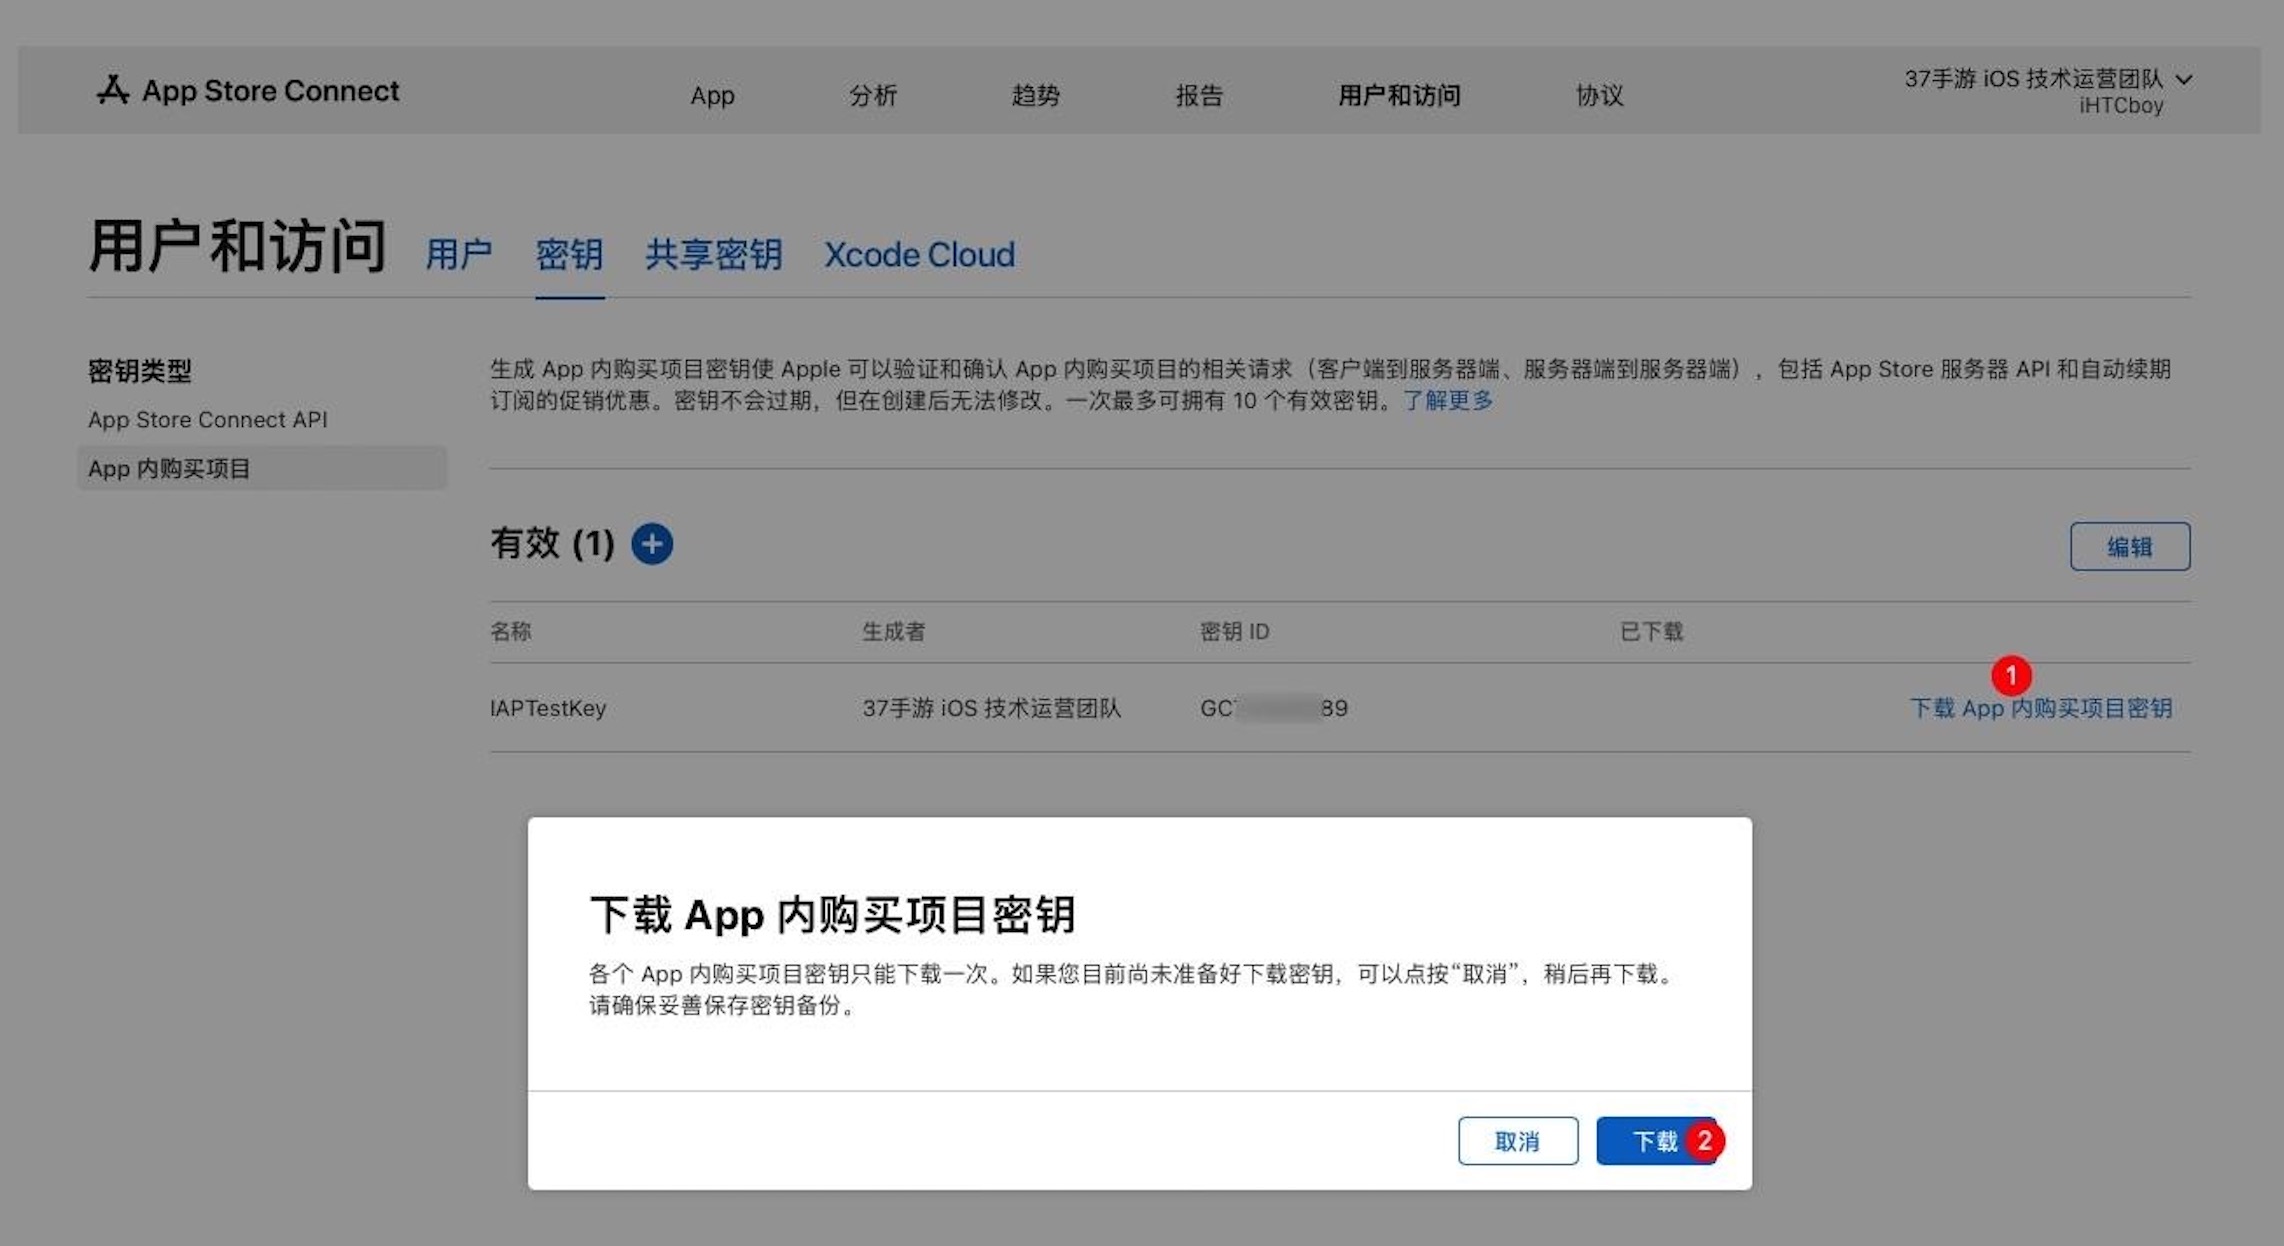 App Store Connect
App
分析
趋势
报告
用户和访问
协议
37手游 iOS 技术运营团队
iHTCboy
用户和访问
用户
密钥
共享密钥
Xcode Cloud
密钥类型
App Store Connect API
App 内购买项目
生成 App 内购买项目密钥使 Apple 可以验证和确认 App 内购买项目的相关请求（客户端到服务器端、服务器端到服务器端），包括 App Store 服务器 API 和自动续期
订阅的促销优惠。密钥不会过期，但在创建后无法修改。一次最多可拥有 10 个有效密钥。了解更多
有效 (1)
编辑
名称
生成者
密钥 ID
已下载
1
IAPTestKey
37手游 iOS 技术运营团队
GC 89
下载 App 内购买项目密钥
下载 App 内购买项目密钥
各个 App 内购买项目密钥只能下载一次。如果您目前尚未准备好下载密钥，可以点按“取消”，稍后再下载。
请确保妥善保存密钥备份。
取消
下载
2